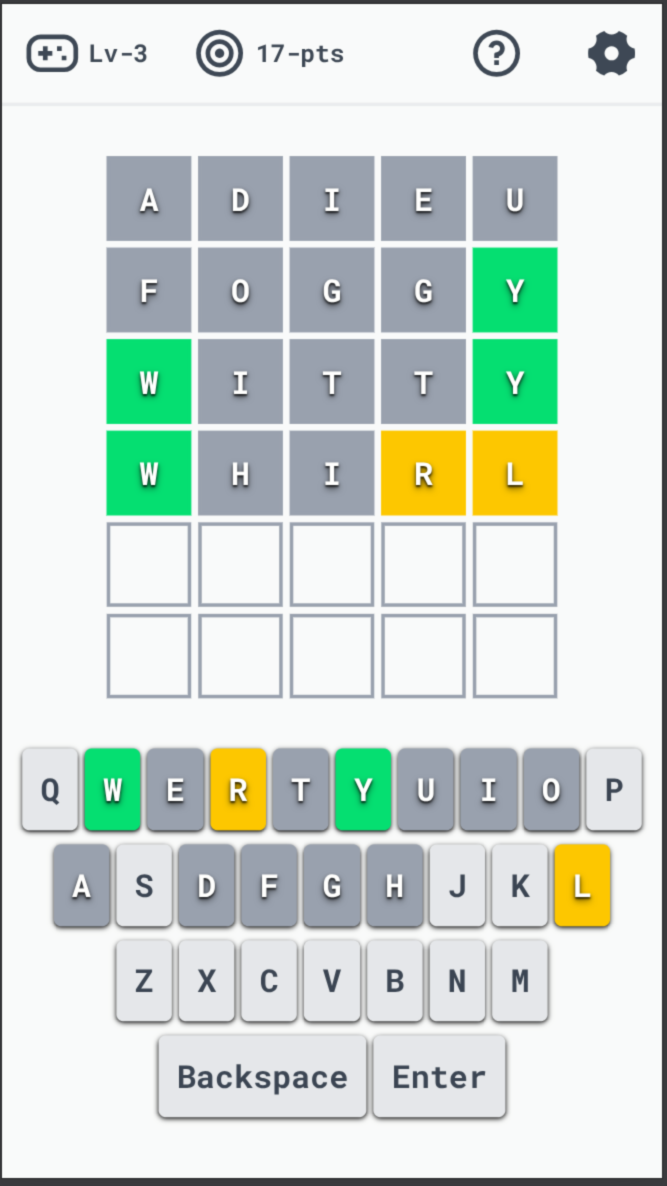 Lv-3 17-pts ?
A D I E U
F O G G Y
W I T T Y
W H I R L
Q W E R T Y U I O P
A S D F G H J K L
Z X C V B N M
Backspace Enter